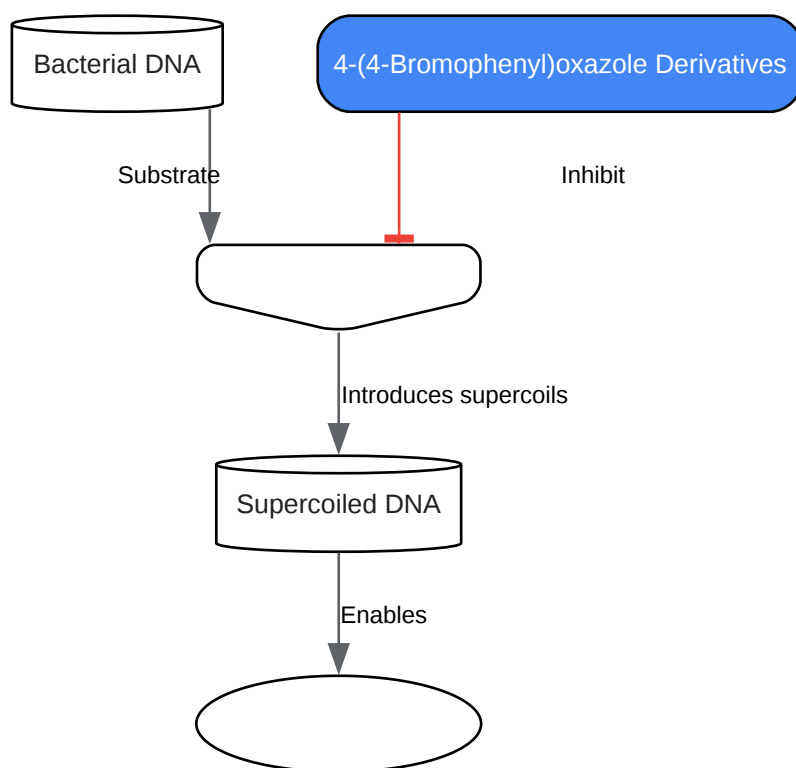 Bacterial DNA
4-(4-Bromophenyl)oxazole Derivatives
Substrate
Inhibit
Introduces supercoils
Supercoiled DNA
Enables